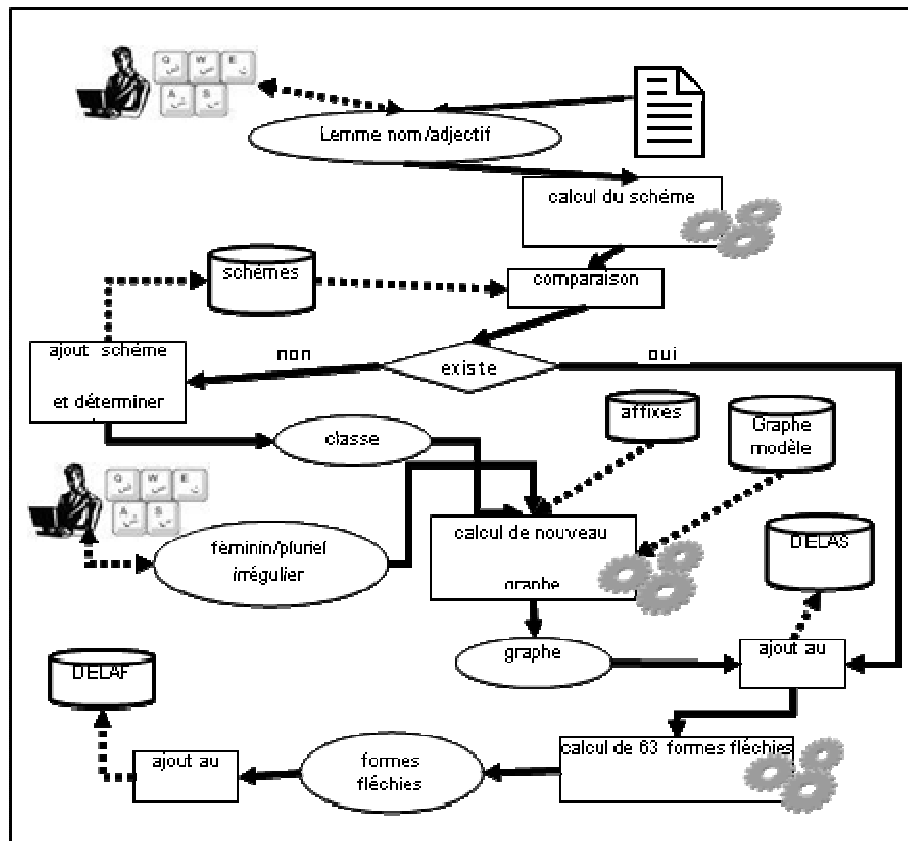 Q W E
A S
Lemme nom/adjectif
calcul du schème
schèmes
comparaison
ajout schème
et déterminer
non
existe
oui
classe
affixes
Graphe
modèle
Q W E
A S
féminin/pluriel
irrégulier
calcul de nouveau
graphe
DELAS
graphe
ajout au
DELAF
ajout au
formes
fléchies
calcul de 63 formes fléchies